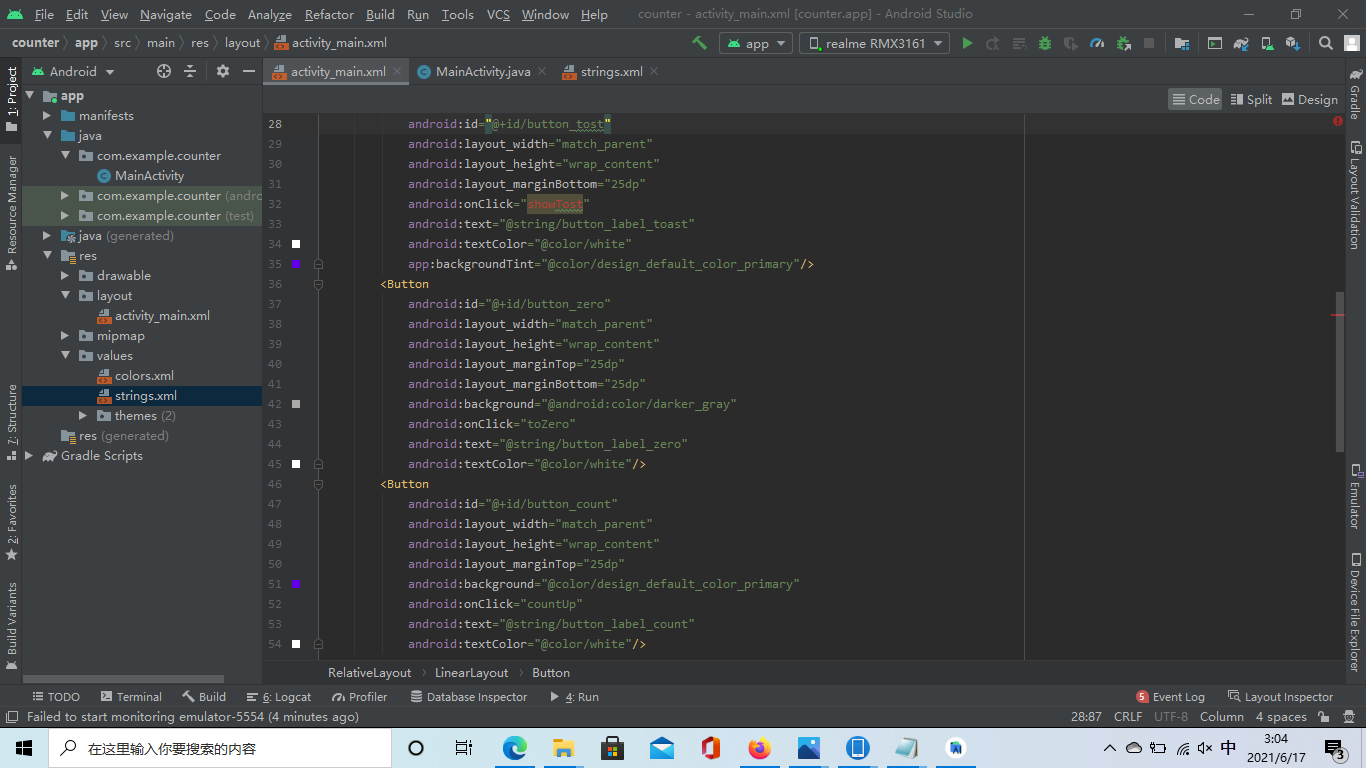 File Edit View Navigate Code Analyze Refactor Build Run Tools VCS Window Help counter - activity_main.xml [counter.app] - Android Studio
counter app src main res layout activity_main.xml app realme RMX3161
Android activity_main.xml MainActivity.java strings.xml
Code Split Design
1: Project
Resource Manager
7: Structure
2: Favorites
Build Variants
app
manifests
java
com.example.counter
MainActivity
com.example.counter (andro
com.example.counter (test)
java (generated)
res
drawable
layout
activity_main.xml
mipmap
values
colors.xml
strings.xml
themes (2)
res (generated)
Gradle Scripts
28 android:id="@+id/button_tost"
29 android:layout_width="match_parent"
30 android:layout_height="wrap_content"
31 android:layout_marginBottom="25dp"
32 android:onClick="showTost"
33 android:text="@string/button_label_toast"
34 android:textColor="@color/white"
35 app:backgroundTint="@color/design_default_color_primary"/>
36 <Button
37 android:id="@+id/button_zero"
38 android:layout_width="match_parent"
39 android:layout_height="wrap_content"
40 android:layout_marginTop="25dp"
41 android:layout_marginBottom="25dp"
42 android:background="@android:color/darker_gray"
43 android:onClick="toZero"
44 android:text="@string/button_label_zero"
45 android:textColor="@color/white"/>
46 <Button
47 android:id="@+id/button_count"
48 android:layout_width="match_parent"
49 android:layout_height="wrap_content"
50 android:layout_marginTop="25dp"
51 android:background="@color/design_default_color_primary"
52 android:onClick="countUp"
53 android:text="@string/button_label_count"
54 android:textColor="@color/white"/>
Gradle
Layout Validation
Emulator
Device File Explorer
RelativeLayout LinearLayout Button
TODO Terminal Build 6: Logcat Profiler Database Inspector 4: Run 5 Event Log Layout Inspector
Failed to start monitoring emulator-5554 (4 minutes ago) 28:87 CRLF UTF-8 Column 4 spaces
在这里输入你要搜索的内容
中
3:04
2021/6/17
3